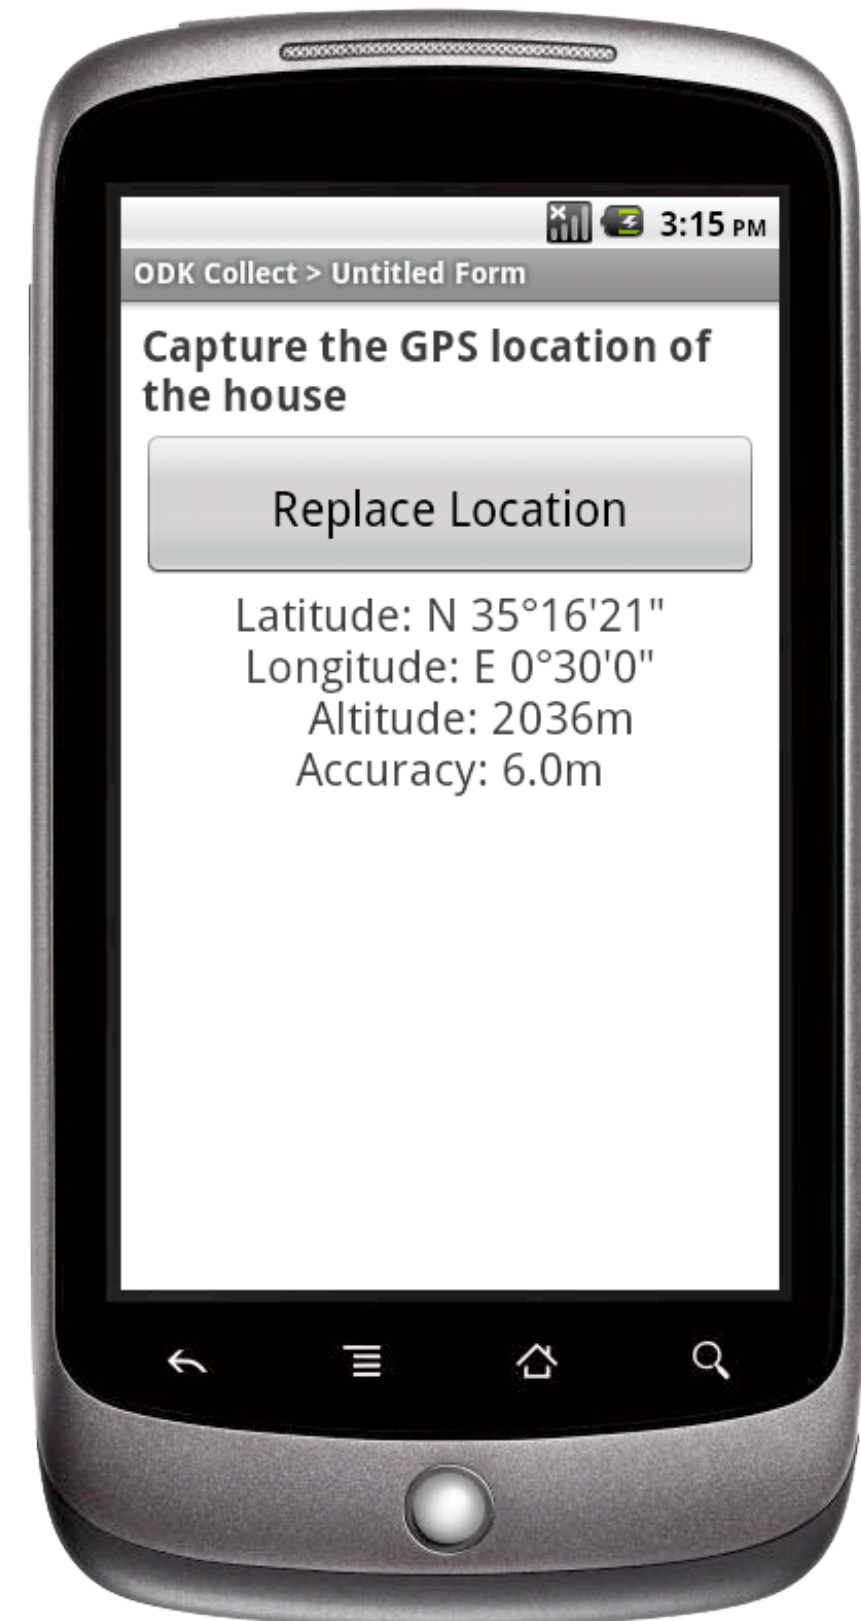 3:15 PM
ODK Collect > Untitled Form
Capture the GPS location of
the house
Replace Location
Latitude: N 35°16'21"
Longitude: E 0°30'0"
Altitude: 2036m
Accuracy: 6.0m